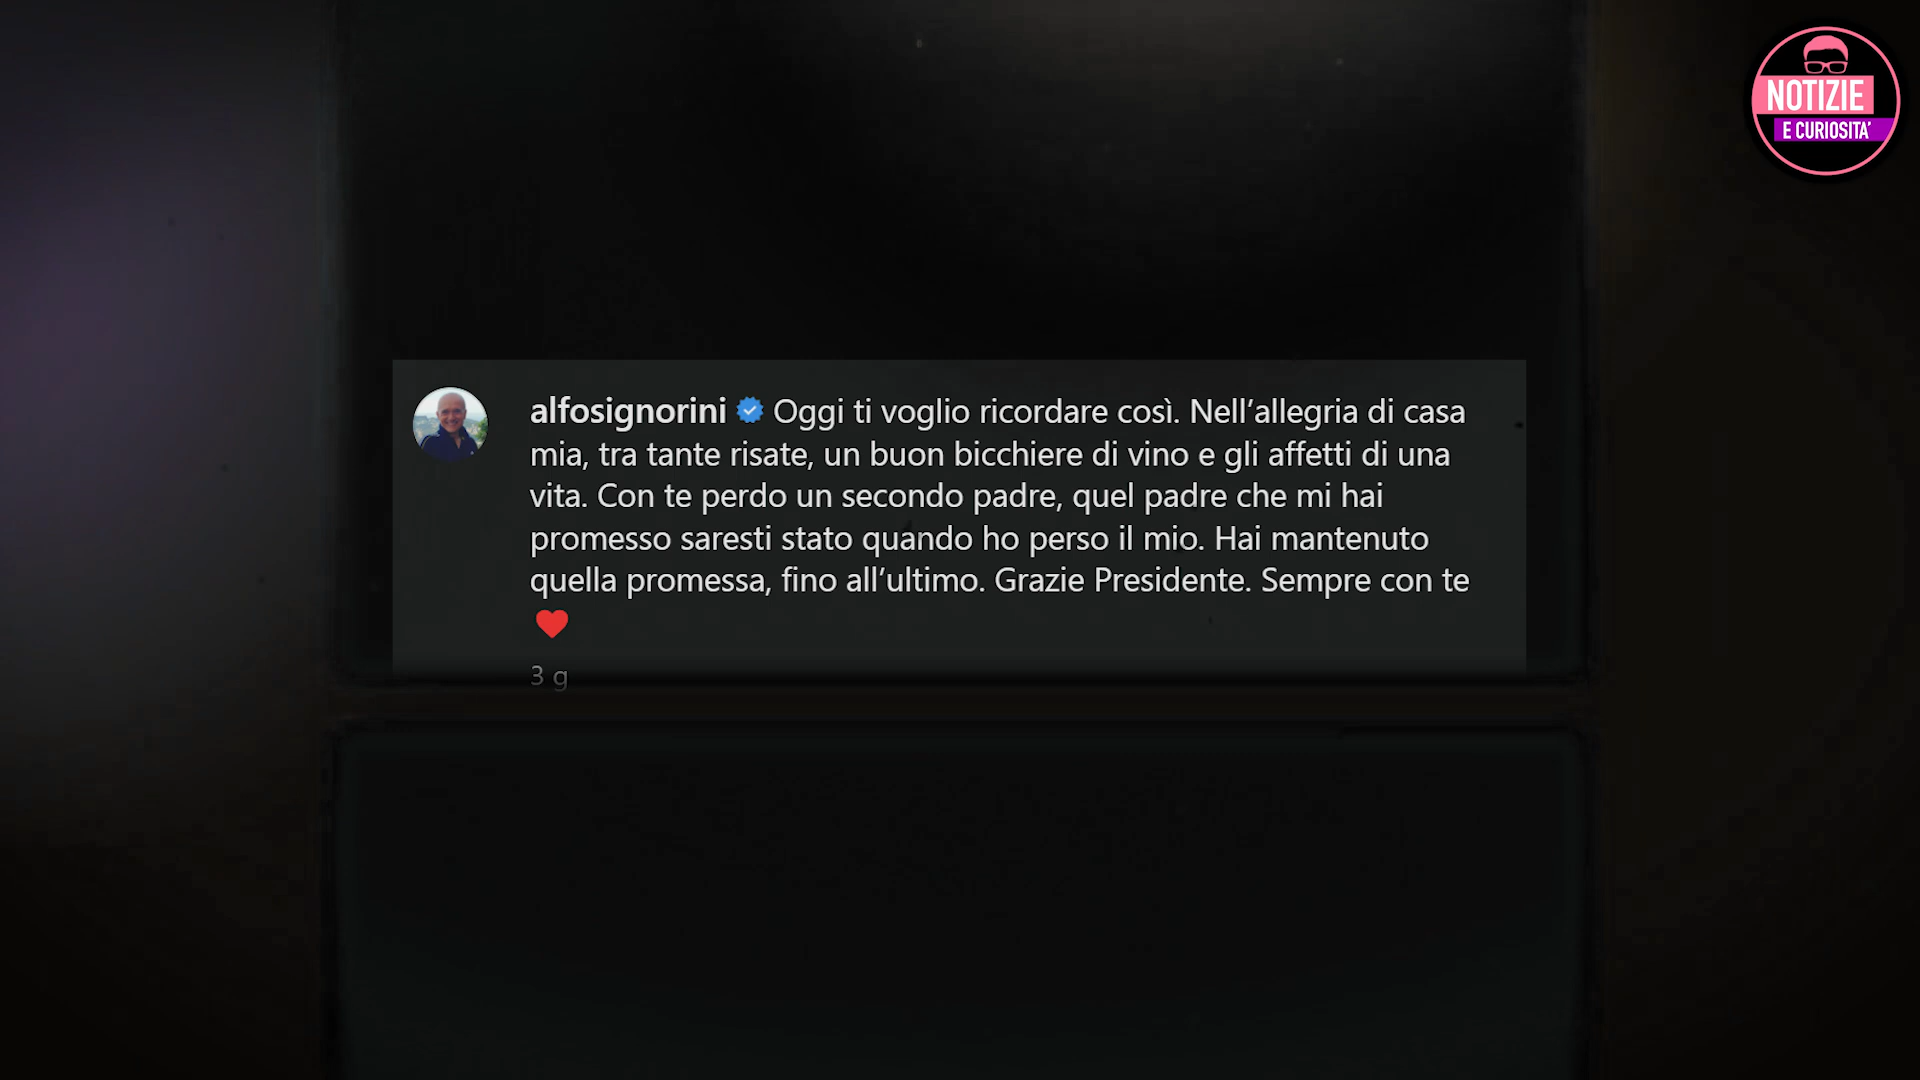 NOTIZIE
E CURIOSITA'
alfosignorini Oggi ti voglio ricordare così. Nell’allegria di casa
mia, tra tante risate, un buon bicchiere di vino e gli affetti di una
vita. Con te perdo un secondo padre, quel padre che mi hai
promesso saresti stato quando ho perso il mio. Hai mantenuto
quella promessa, fino all’ultimo. Grazie Presidente. Sempre con te
❤️
3 g